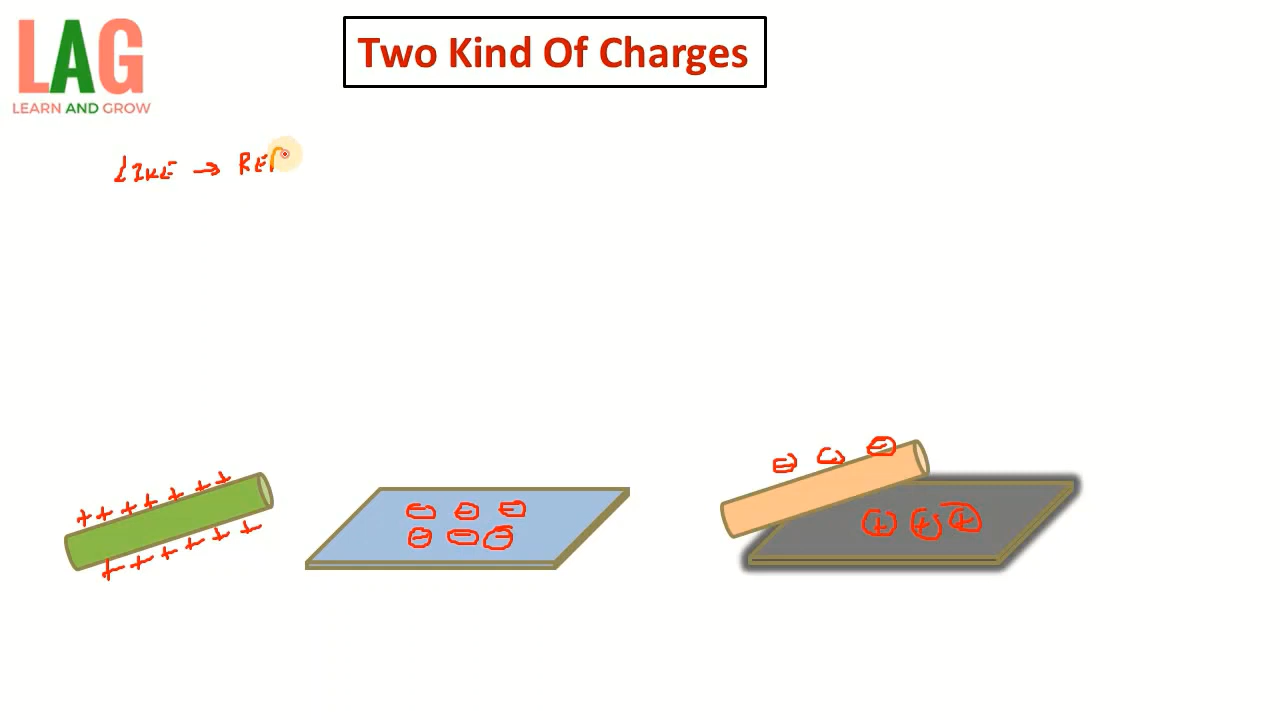 LAG
LEARN AND GROW
Two Kind Of Charges
LIKE → REP
+ + + + + + +
+ + + + + +
- - -
- - -
- - -
+ + +